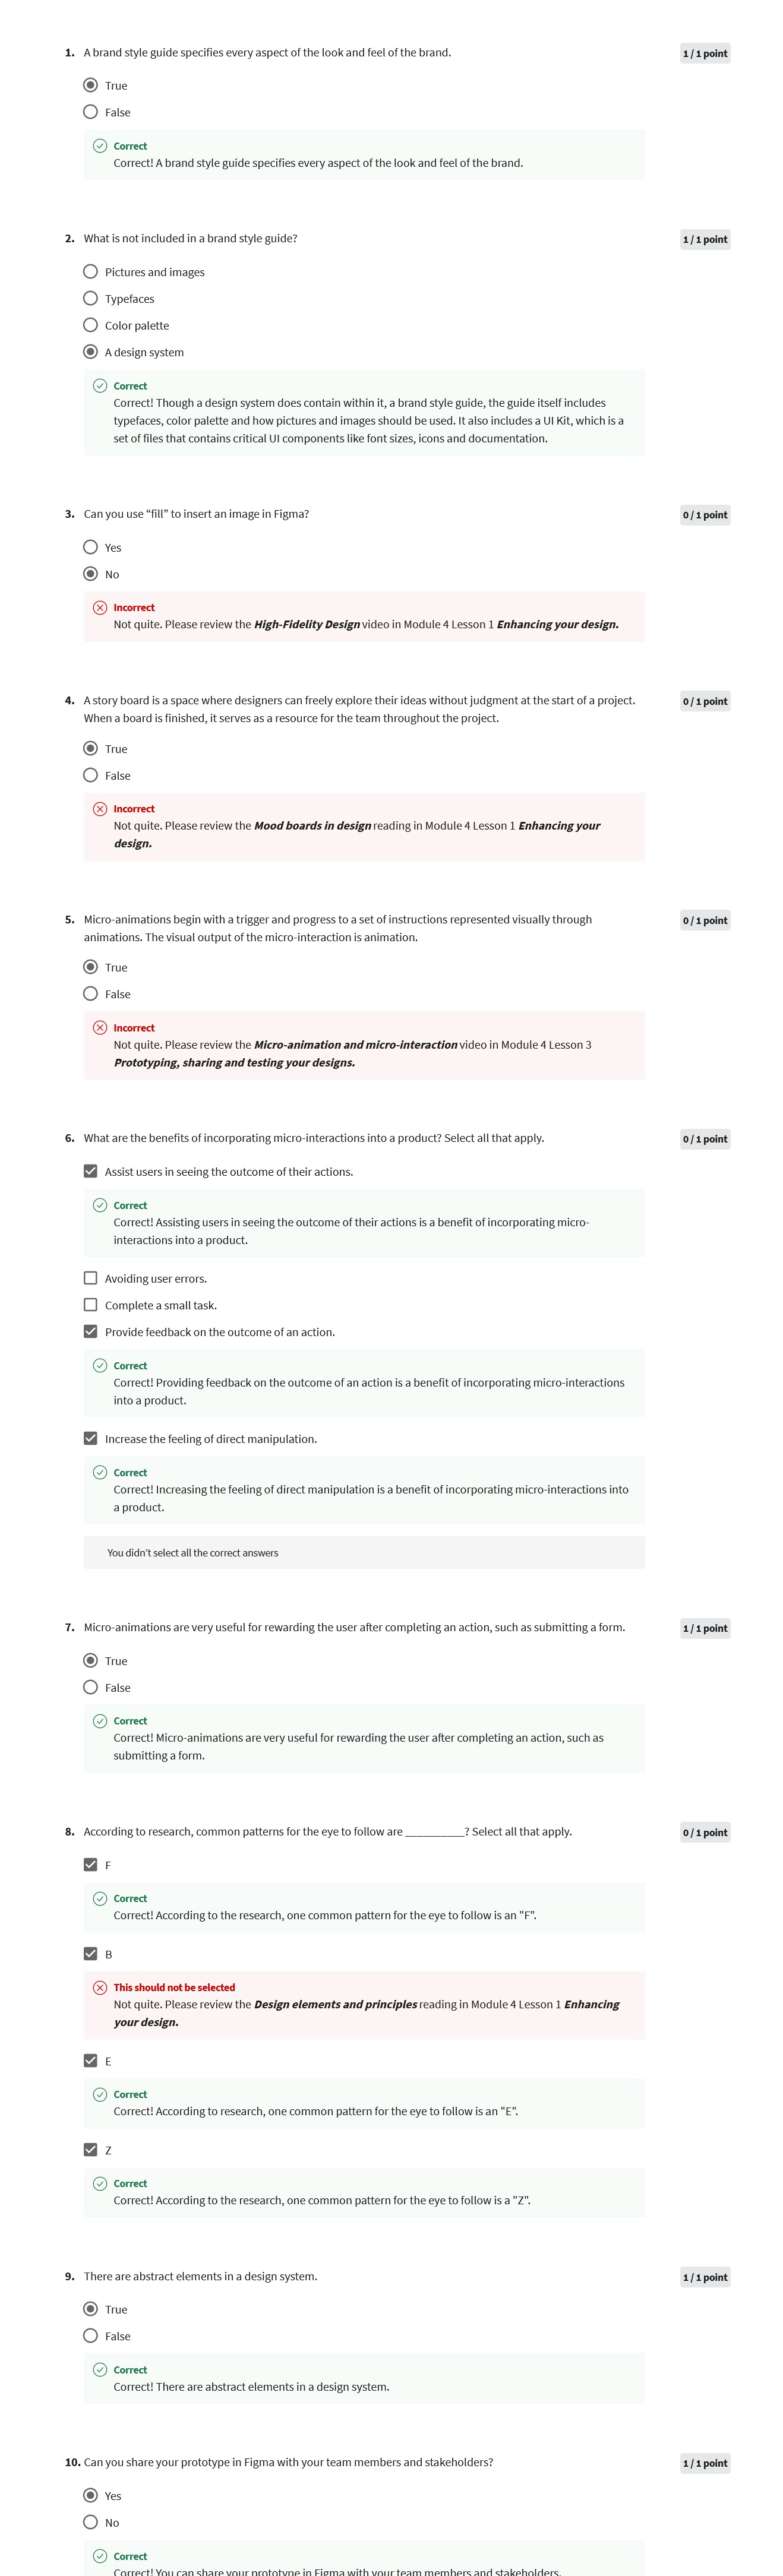 1. A brand style guide specifies every aspect of the look and feel of the brand.
1 / 1 point
True
False
Correct
Correct! A brand style guide specifies every aspect of the look and feel of the brand.
2. What is not included in a brand style guide?
1 / 1 point
Pictures and images
Typefaces
Color palette
A design system
Correct
Correct! Though a design system does contain within it, a brand style guide, the guide itself includes
typefaces, color palette and how pictures and images should be used. It also includes a UI Kit, which is a
set of files that contains critical UI components like font sizes, icons and documentation.
3. Can you use “fill” to insert an image in Figma?
0 / 1 point
Yes
No
Incorrect
Not quite. Please review the High-Fidelity Design video in Module 4 Lesson 1 Enhancing your design.
4. A story board is a space where designers can freely explore their ideas without judgment at the start of a project.
When a board is finished, it serves as a resource for the team throughout the project.
0 / 1 point
True
False
Incorrect
Not quite. Please review the Mood boards in design reading in Module 4 Lesson 1 Enhancing your
design.
5. Micro-animations begin with a trigger and progress to a set of instructions represented visually through
animations. The visual output of the micro-interaction is animation.
0 / 1 point
True
False
Incorrect
Not quite. Please review the Micro-animation and micro-interaction video in Module 4 Lesson 3
Prototyping, sharing and testing your designs.
6. What are the benefits of incorporating micro-interactions into a product? Select all that apply.
0 / 1 point
Assist users in seeing the outcome of their actions.
Correct
Correct! Assisting users in seeing the outcome of their actions is a benefit of incorporating micro-
interactions into a product.
Avoiding user errors.
Complete a small task.
Provide feedback on the outcome of an action.
Correct
Correct! Providing feedback on the outcome of an action is a benefit of incorporating micro-interactions
into a product.
Increase the feeling of direct manipulation.
Correct
Correct! Increasing the feeling of direct manipulation is a benefit of incorporating micro-interactions into
a product.
You didn’t select all the correct answers
7. Micro-animations are very useful for rewarding the user after completing an action, such as submitting a form.
1 / 1 point
True
False
Correct
Correct! Micro-animations are very useful for rewarding the user after completing an action, such as
submitting a form.
8. According to research, common patterns for the eye to follow are __________? Select all that apply.
0 / 1 point
F
Correct
Correct! According to the research, one common pattern for the eye to follow is an "F".
B
This should not be selected
Not quite. Please review the Design elements and principles reading in Module 4 Lesson 1 Enhancing
your design.
E
Correct
Correct! According to research, one common pattern for the eye to follow is an "E".
Z
Correct
Correct! According to the research, one common pattern for the eye to follow is a "Z".
9. There are abstract elements in a design system.
1 / 1 point
True
False
Correct
Correct! There are abstract elements in a design system.
10. Can you share your prototype in Figma with your team members and stakeholders?
1 / 1 point
Yes
No
Correct
Correct! You can share your prototype in Figma with your team members and stakeholders.